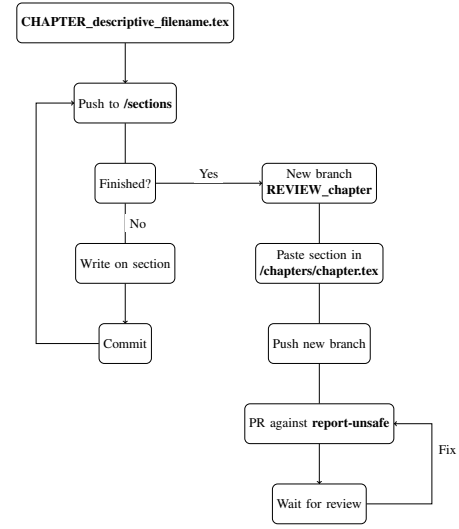 CHAPTER_descriptive_filename.tex
Push to /sections
Finished?
Yes
New branch
REVIEW_chapter
No
Write on section
Paste section in
/chapters/chapter.tex
Commit
Push new branch
PR against report-unsafe
Fix
Wait for review